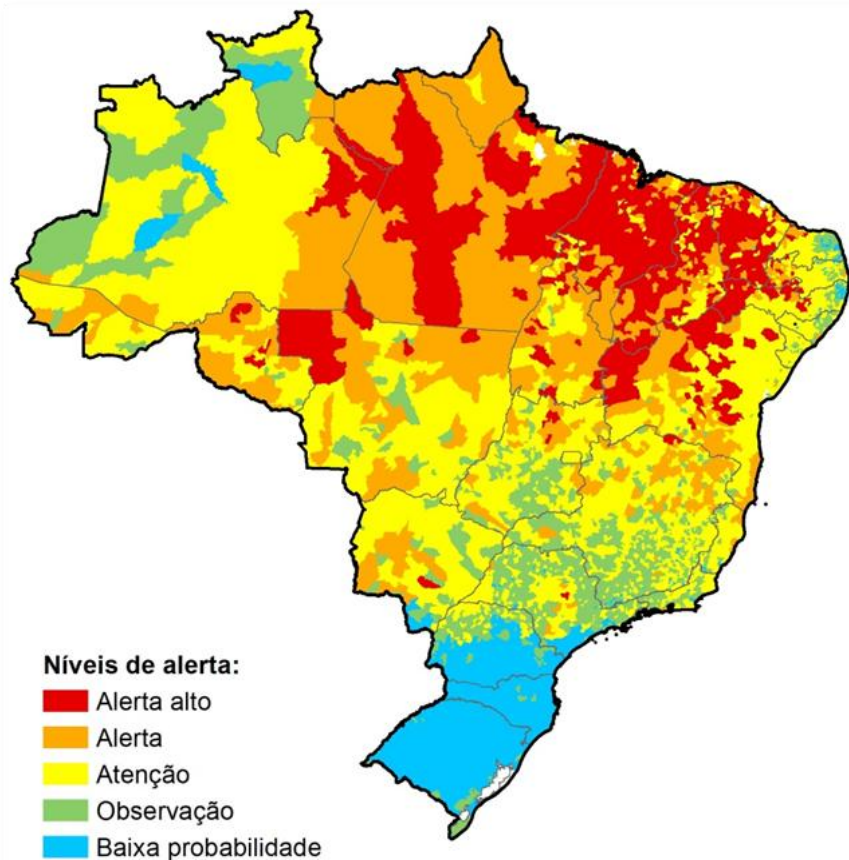 Níveis de alerta:
Alerta alto
Alerta
Atenção
Observação
Baixa probabilidade